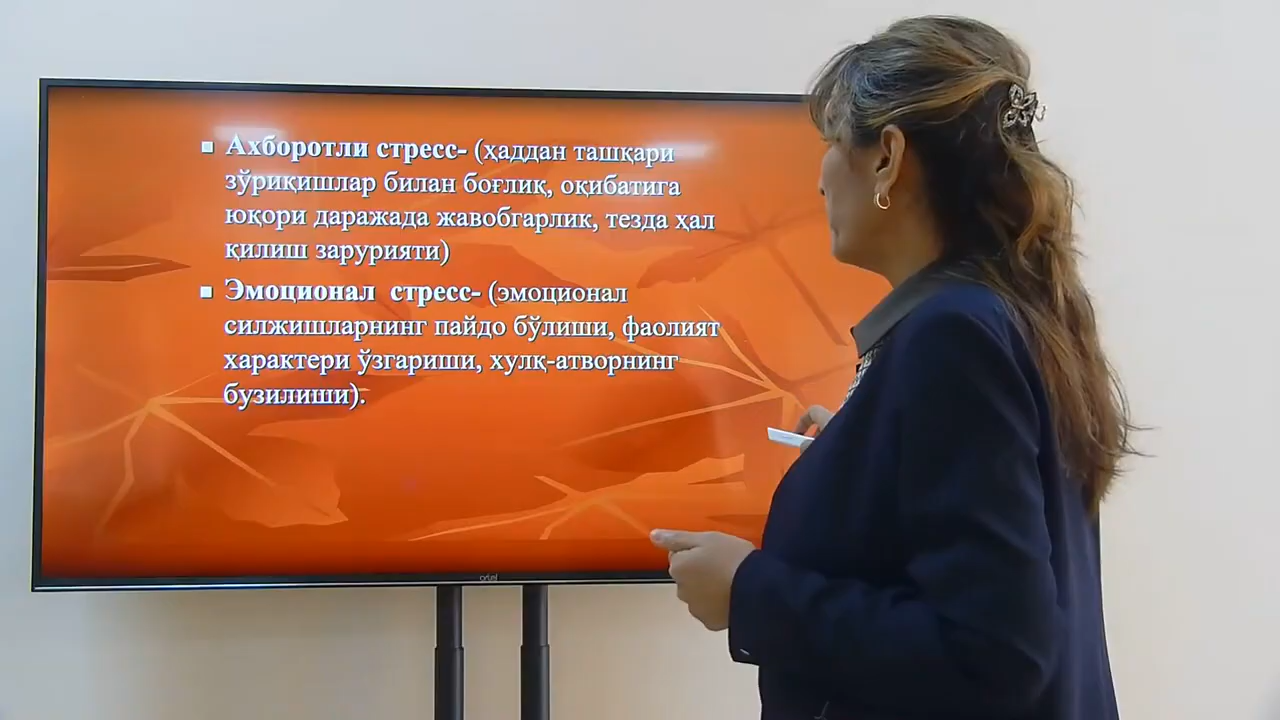 Ахборотли стресс- (ҳаддан ташқари
зўриқишлар билан боғлиқ, оқибатига
юқори даражада жавобгарлик, тезда ҳал
қилиш зарурияти)
Эмоционал стресс- (эмоционал
силжишларнинг пайдо бўлиши, фаолият
характери ўзгариши, хулқ-атворнинг
бузилиши).
artel